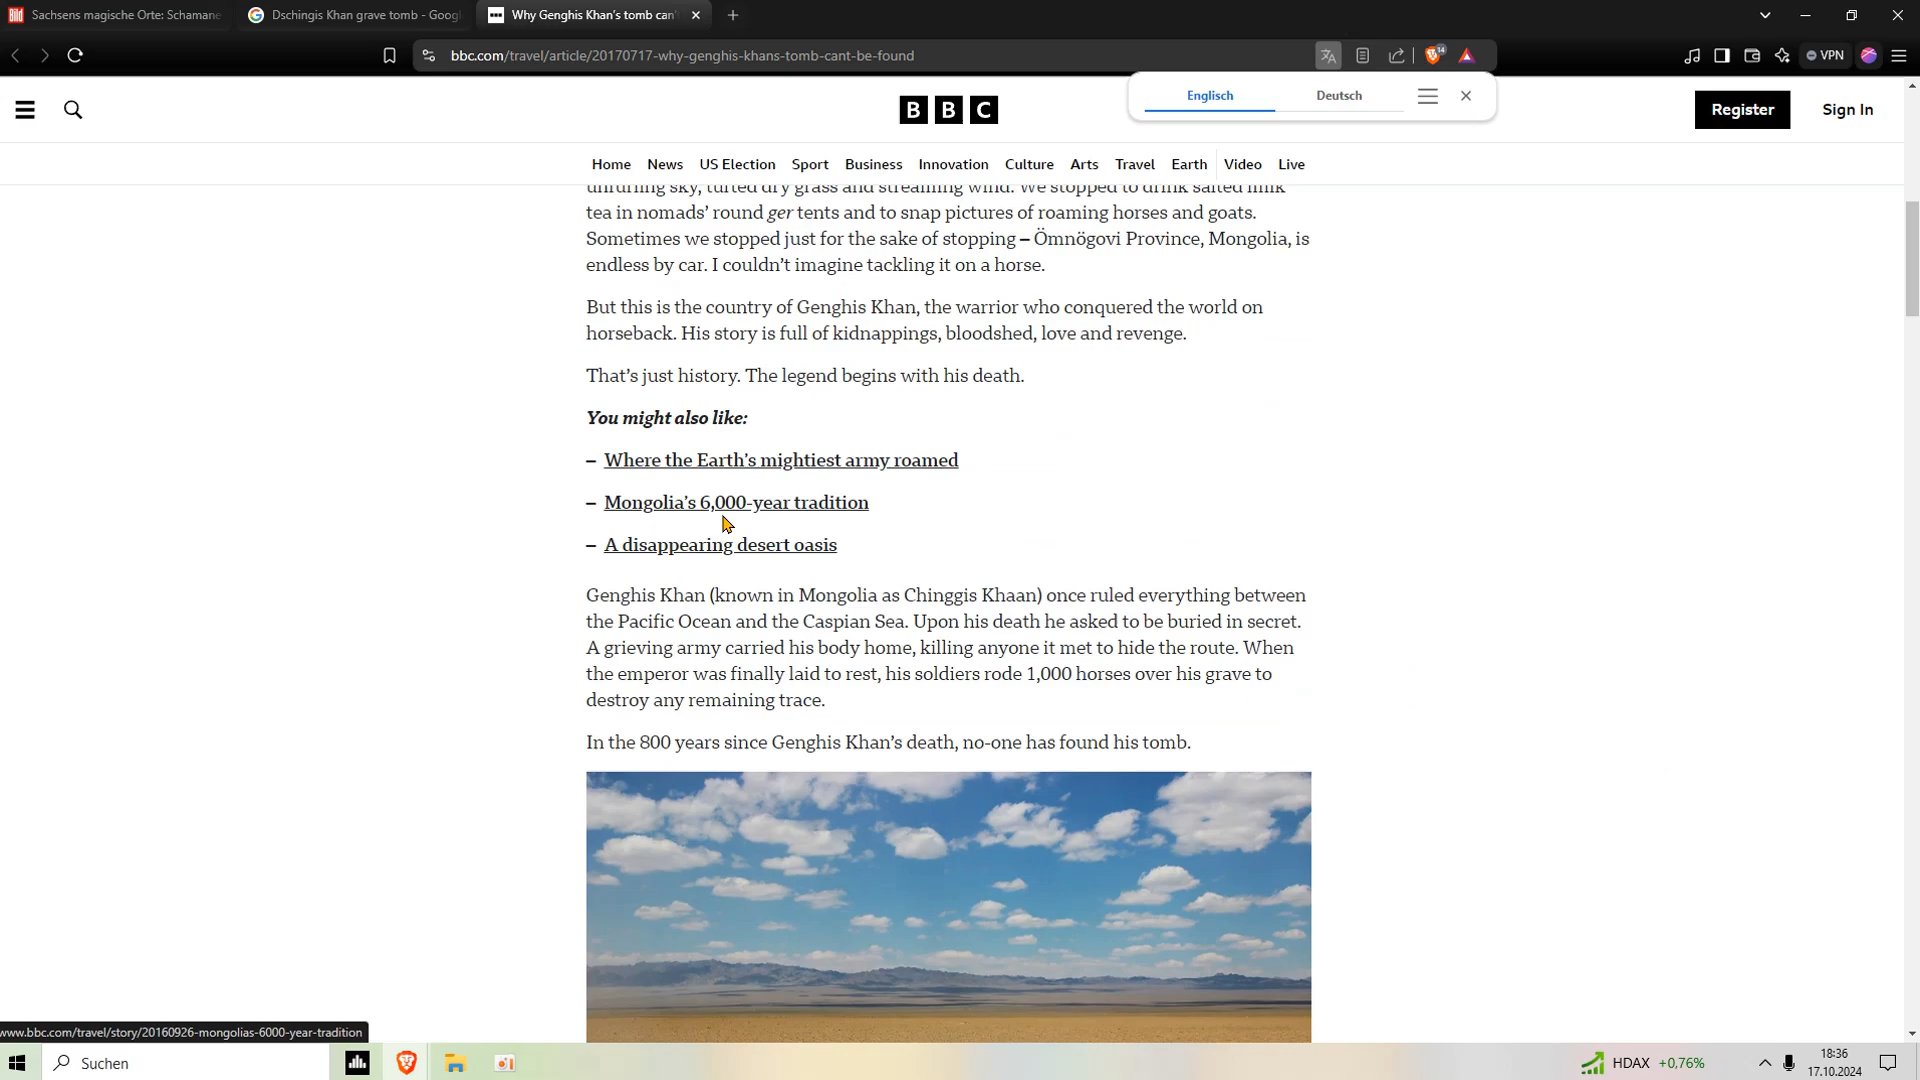 Sachsens magische Orte: Schamane
Dschingis Khan grave tomb - Googl
Why Genghis Khan's tomb can'
bbc.com/travel/article/20170717-why-genghis-khans-tomb-cant-be-found
14
VPN
Englisch
Deutsch
BBC
Register
Sign In
Home
News
US Election
Sport
Business
Innovation
Culture
Arts
Travel
Earth
Video
Live
unfurling sky, tufted dry grass and streaming wind. We stopped to drink salted milk
tea in nomads’ round ger tents and to snap pictures of roaming horses and goats.
Sometimes we stopped just for the sake of stopping – Ömnögovi Province, Mongolia, is
endless by car. I couldn’t imagine tackling it on a horse.
But this is the country of Genghis Khan, the warrior who conquered the world on
horseback. His story is full of kidnappings, bloodshed, love and revenge.
That’s just history. The legend begins with his death.
You might also like:
– Where the Earth’s mightiest army roamed
– Mongolia’s 6,000-year tradition
– A disappearing desert oasis
Genghis Khan (known in Mongolia as Chinggis Khaan) once ruled everything between
the Pacific Ocean and the Caspian Sea. Upon his death he asked to be buried in secret.
A grieving army carried his body home, killing anyone it met to hide the route. When
the emperor was finally laid to rest, his soldiers rode 1,000 horses over his grave to
destroy any remaining trace.
In the 800 years since Genghis Khan’s death, no-one has found his tomb.
www.bbc.com/travel/story/20160926-mongolias-6000-year-tradition
Suchen
HDAX +0,76%
18:36
17.10.2024